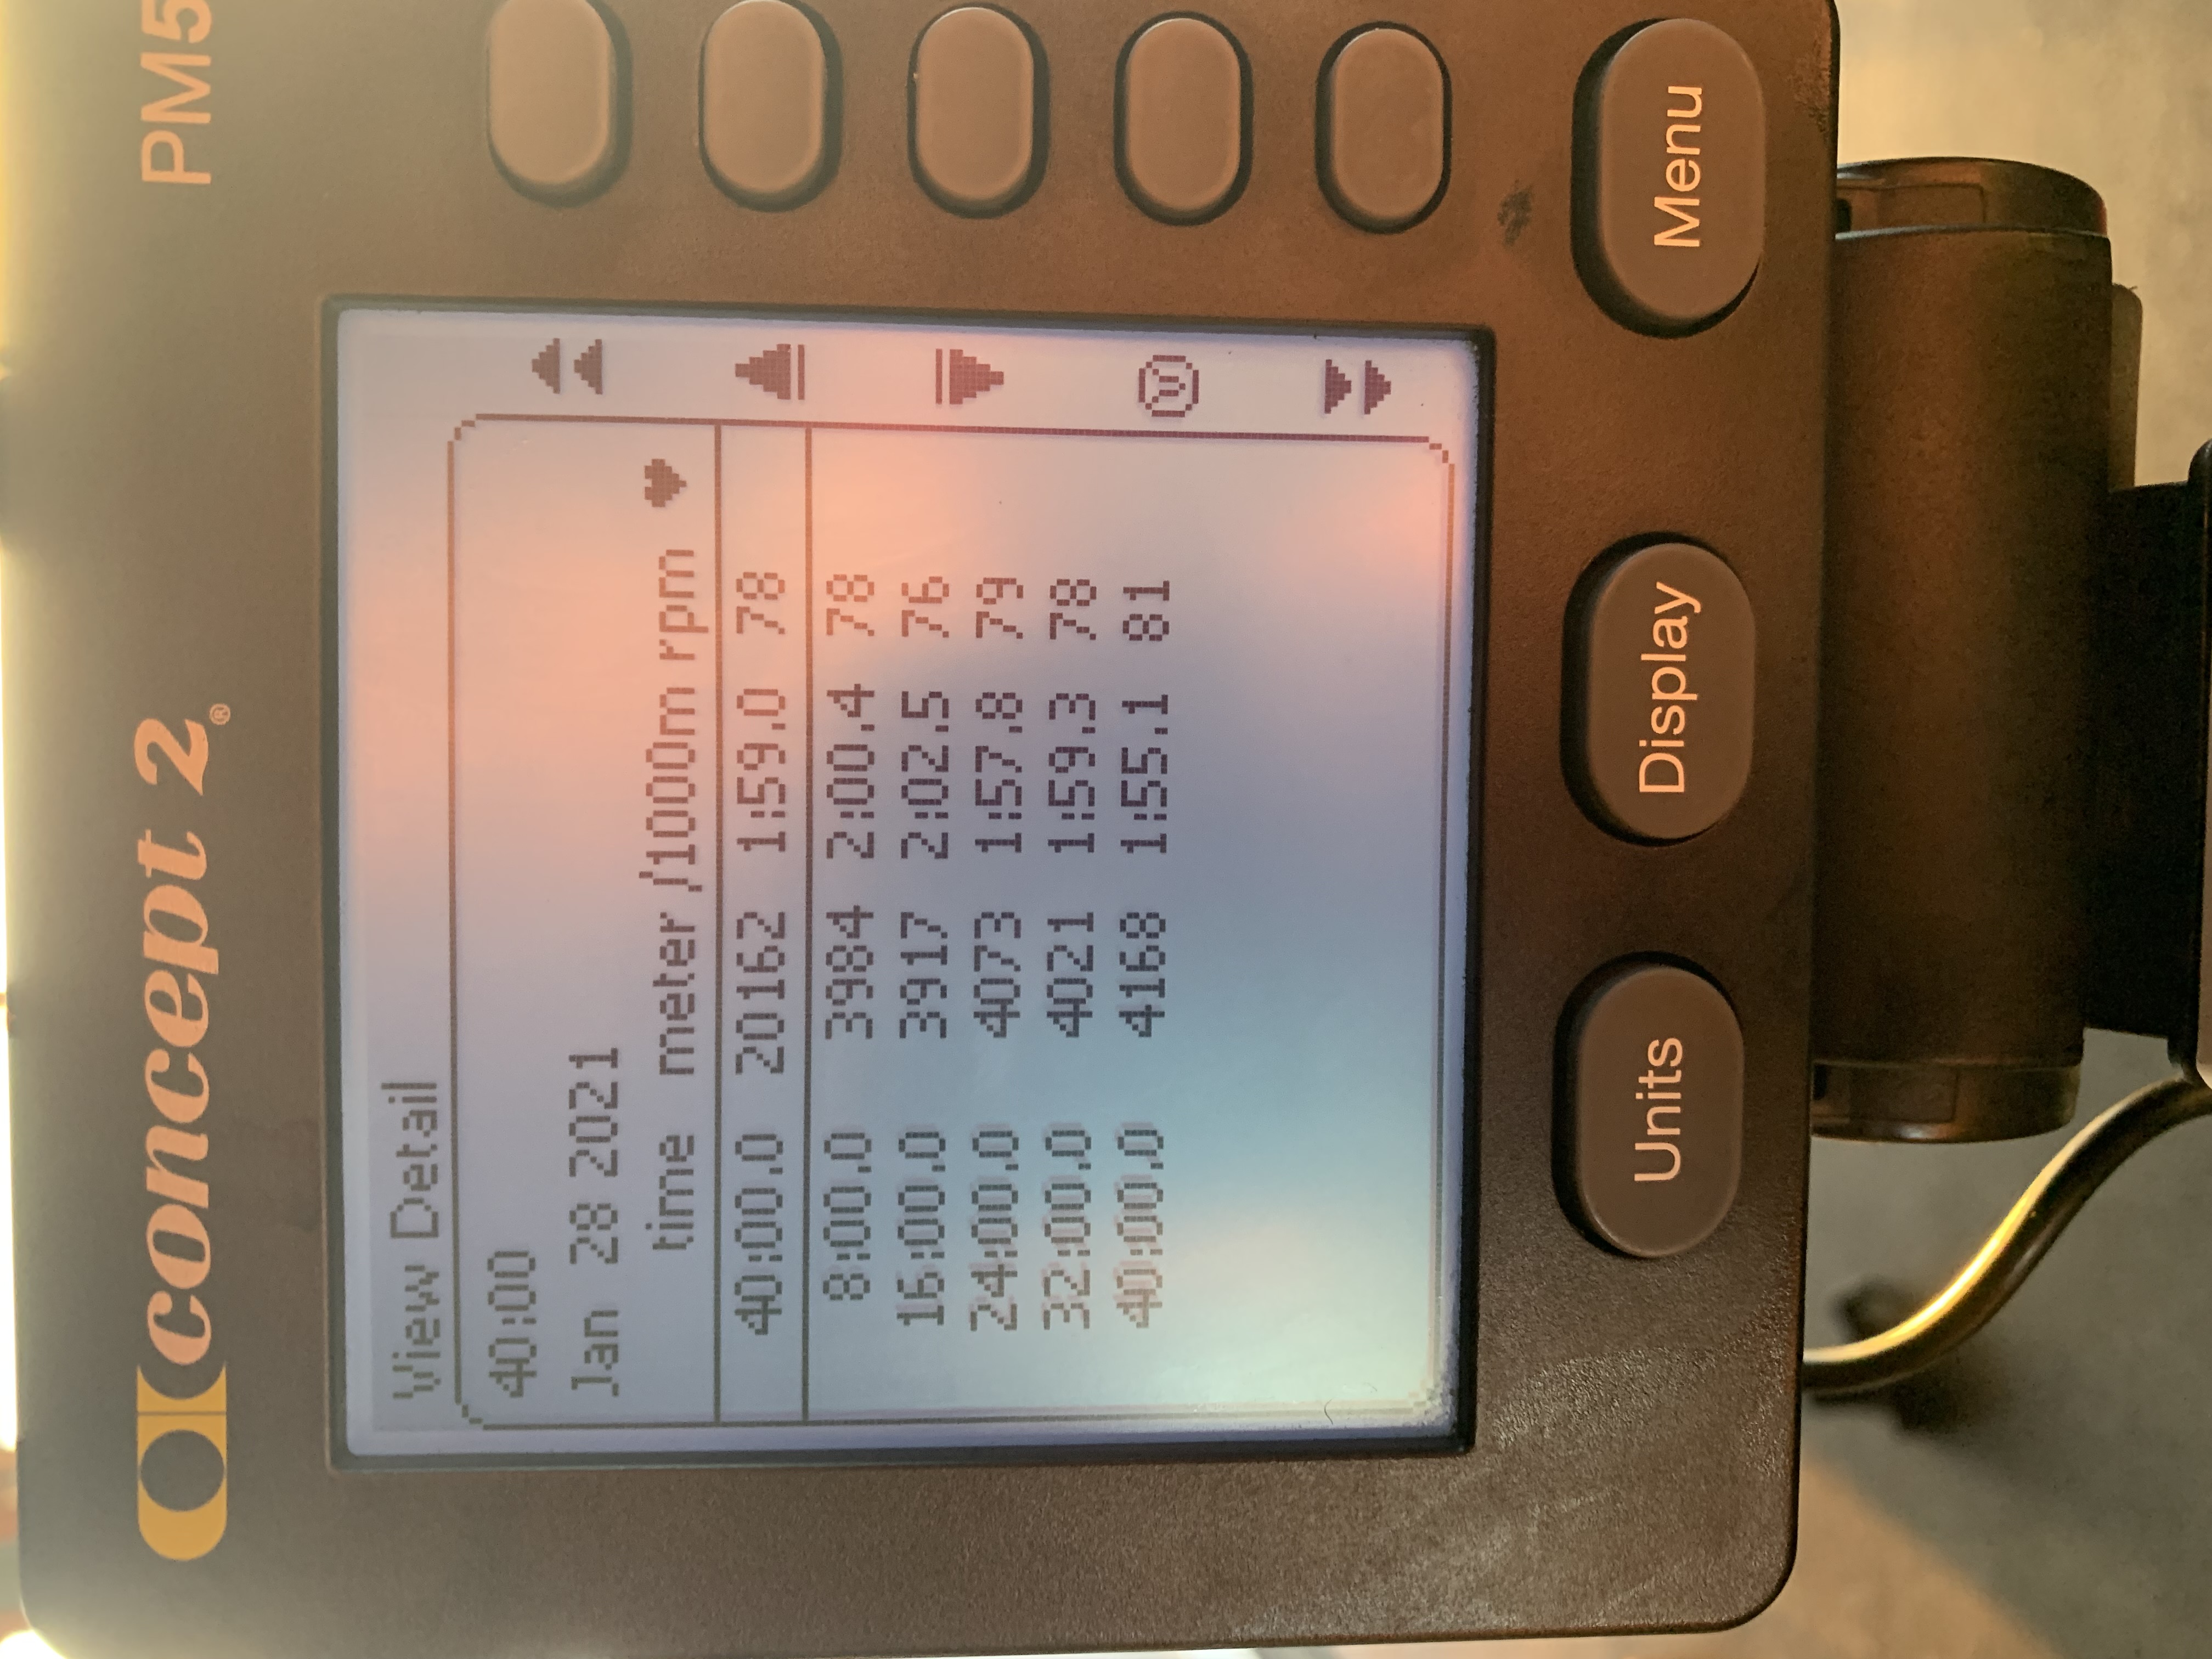 concept 2® PM5
View Detail
40:00
Jan 28 2021
time meter /1000m rpm
40:00.0 20162 1:59.0 78
8:00.0 3984 2:00.4 78
16:00.0 3917 2:02.5 76
24:00.0 4073 1:57.8 79
32:00.0 4021 1:59.3 78
40:00.0 4168 1:55.1 81
Units Display Menu